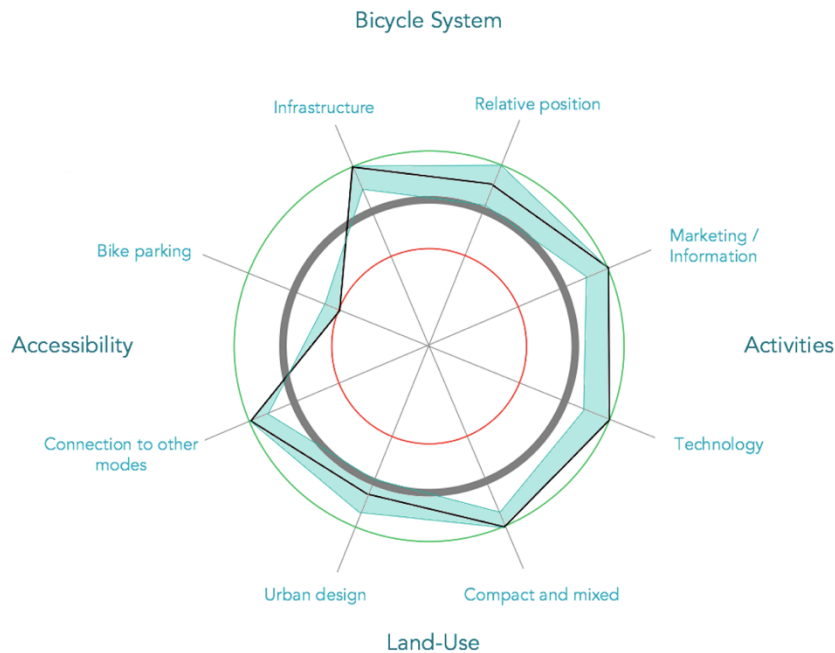 Bicycle System
Infrastructure
Relative position
Bike parking
Marketing /
Information
Accessibility
Activities
Connection to other
modes
Technology
Urban design
Compact and mixed
Land-Use